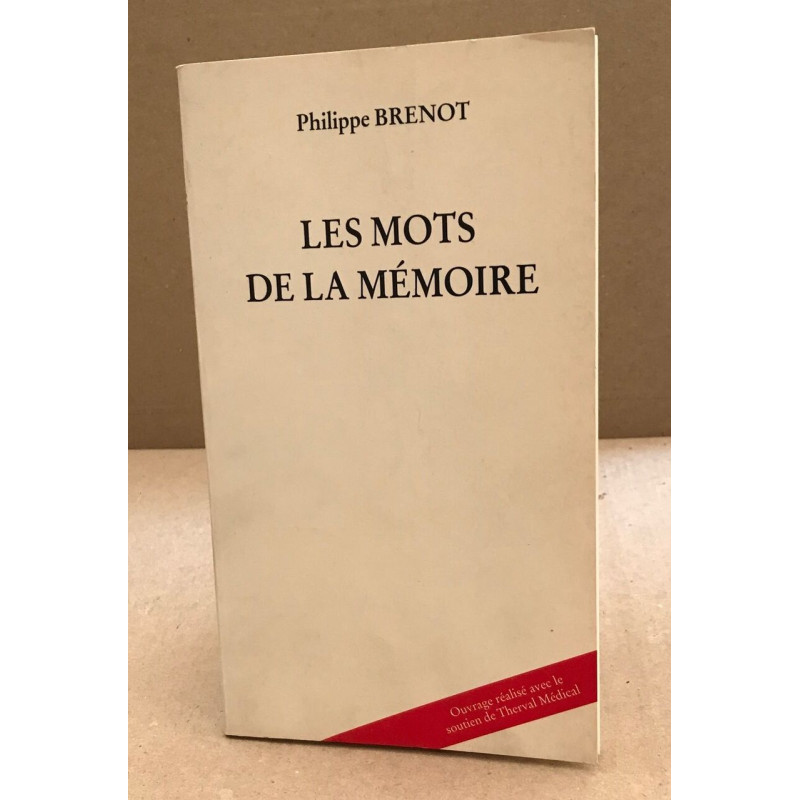 Philippe BRENOT
LES MOTS
DE LA MÉMOIRE
Ouvrage réalisé avec le
soutien de Therval Médical